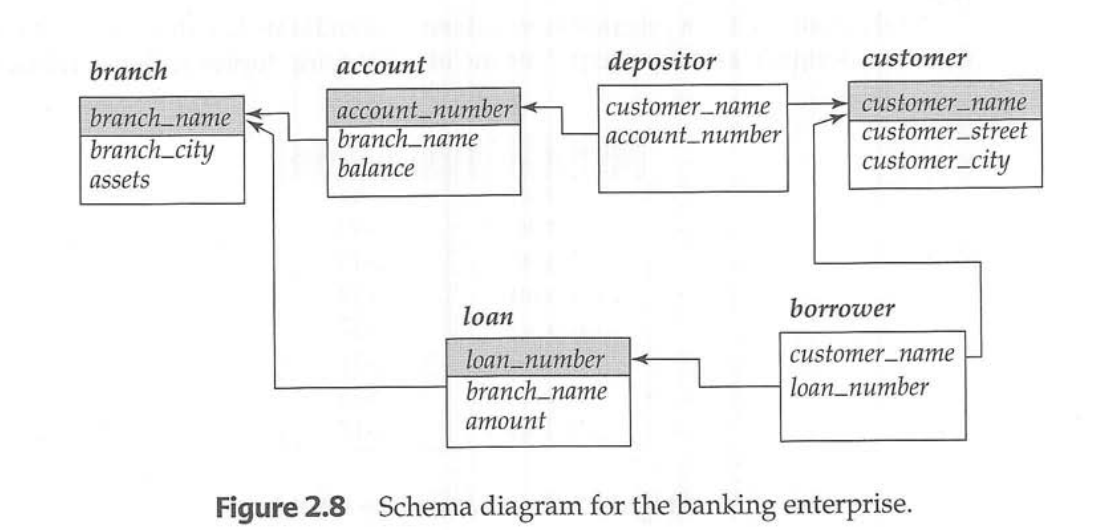 branch
branch_name
branch_city
assets
account
account_number
branch_name
balance
depositor
customer_name
account_number
customer
customer_name
customer_street
customer_city
loan
loan_number
branch_name
amount
borrower
customer_name
loan_number
Figure 2.8 Schema diagram for the banking enterprise.